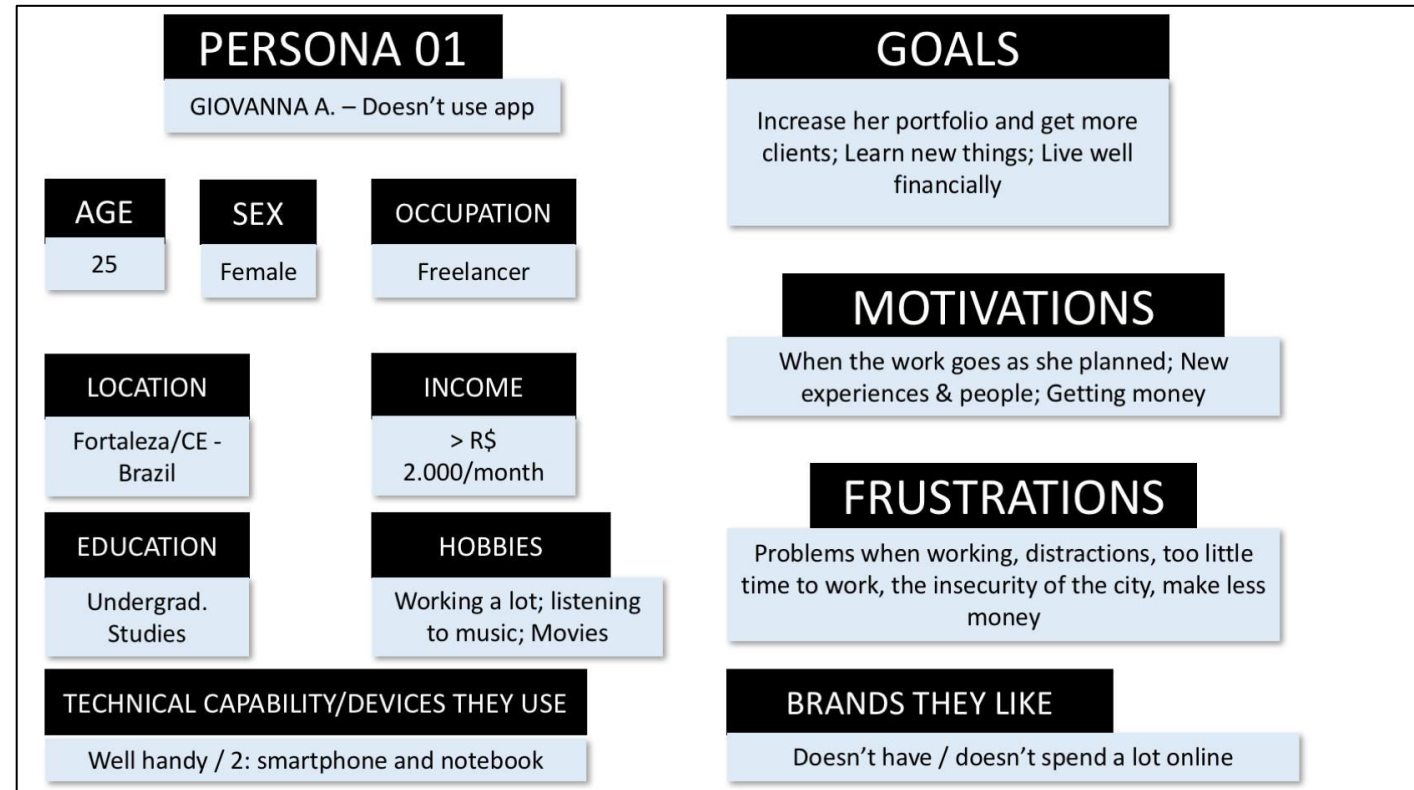 PERSONA 01
GIOVANNA A. – Doesn’t use app
AGE
25
SEX
Female
OCCUPATION
Freelancer
LOCATION
Fortaleza/CE -
Brazil
INCOME
> R$
2.000/month
EDUCATION
Undergrad.
Studies
HOBBIES
Working a lot; listening
to music; Movies
TECHNICAL CAPABILITY/DEVICES THEY USE
Well handy / 2: smartphone and notebook
GOALS
Increase her portfolio and get more
clients; Learn new things; Live well
financially
MOTIVATIONS
When the work goes as she planned; New
experiences & people; Getting money
FRUSTRATIONS
Problems when working, distractions, too little
time to work, the insecurity of the city, make less
money
BRANDS THEY LIKE
Doesn’t have / doesn’t spend a lot online